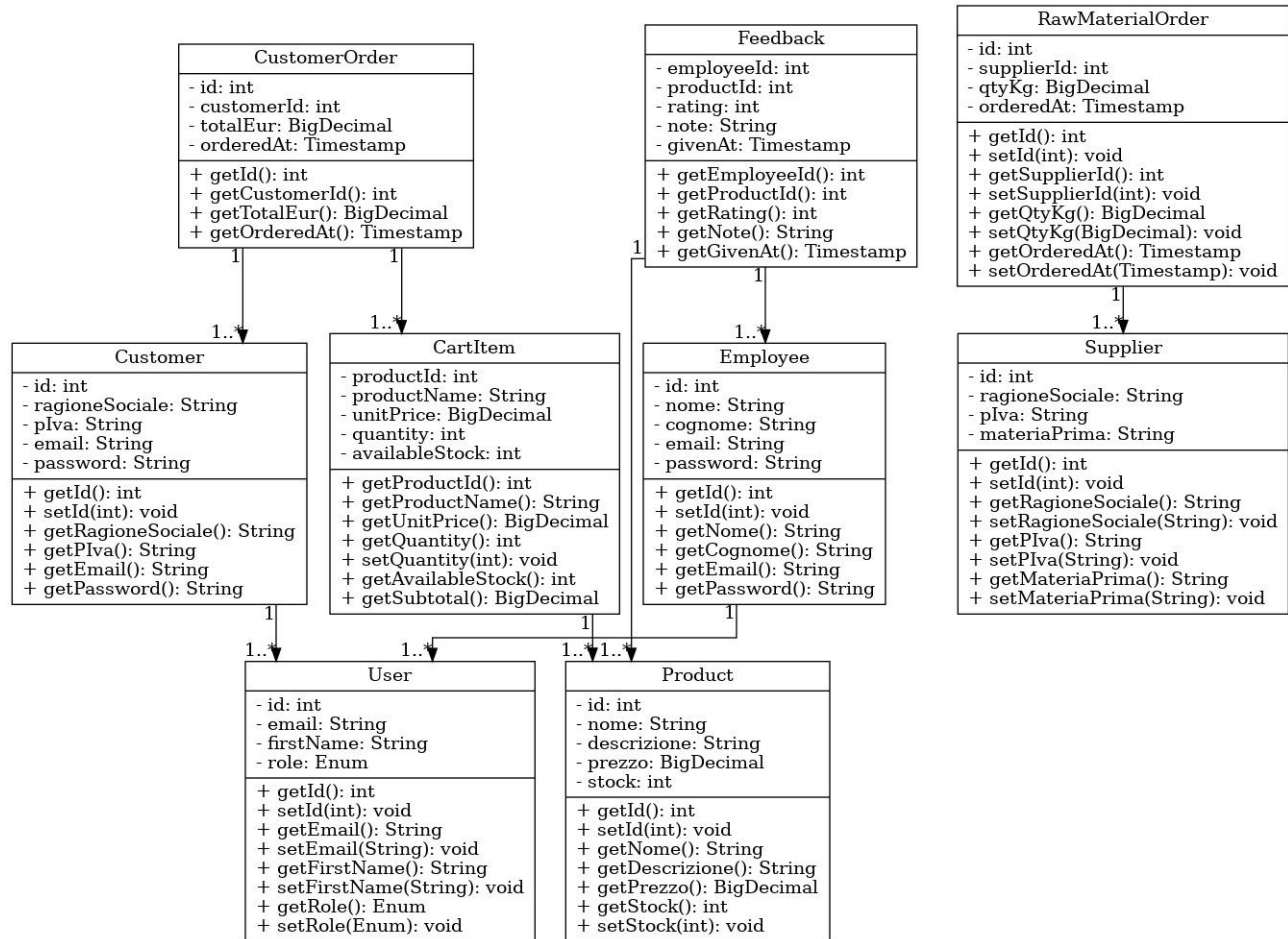 CustomerOrder
- id: int
- customerId: int
- totalEur: BigDecimal
- orderedAt: Timestamp
+ getId(): int
+ getCustomerId(): int
+ getTotalEur(): BigDecimal
+ getOrderedAt(): Timestamp
Feedback
- employeeId: int
- productId: int
- rating: int
- note: String
- givenAt: Timestamp
+ getEmployeeId(): int
+ getProductId(): int
+ getRating(): int
+ getNote(): String
+ getGivenAt(): Timestamp
RawMaterialOrder
- id: int
- supplierId: int
- qtyKg: BigDecimal
- orderedAt: Timestamp
+ getId(): int
+ setId(int): void
+ getSupplierId(): int
+ setSupplierId(int): void
+ getQtyKg(): BigDecimal
+ setQtyKg(BigDecimal): void
+ getOrderedAt(): Timestamp
+ setOrderedAt(Timestamp): void
1
1
1
1
1
1..*
1..*
1..*
1..*
Customer
- id: int
- ragioneSociale: String
- pIva: String
- email: String
- password: String
+ getId(): int
+ setId(int): void
+ getRagioneSociale(): String
+ getPIva(): String
+ getEmail(): String
+ getPassword(): String
CartItem
- productId: int
- productName: String
- unitPrice: BigDecimal
- quantity: int
- availableStock: int
+ getProductId(): int
+ getProductName(): String
+ getUnitPrice(): BigDecimal
+ getQuantity(): int
+ setQuantity(int): void
+ getAvailableStock(): int
+ getSubtotal(): BigDecimal
Employee
- id: int
- nome: String
- cognome: String
- email: String
- password: String
+ getId(): int
+ setId(int): void
+ getNome(): String
+ getCognome(): String
+ getEmail(): String
+ getPassword(): String
Supplier
- id: int
- ragioneSociale: String
- pIva: String
- materiaPrima: String
+ getId(): int
+ setId(int): void
+ getRagioneSociale(): String
+ setRagioneSociale(String): void
+ getPIva(): String
+ setPIva(String): void
+ getMateriaPrima(): String
+ setMateriaPrima(String): void
1
1
1
1..*
1..*
1..*
1..*
User
- id: int
- email: String
- firstName: String
- role: Enum
+ getId(): int
+ setId(int): void
+ getEmail(): String
+ setEmail(String): void
+ getFirstName(): String
+ setFirstName(String): void
+ getRole(): Enum
+ setRole(Enum): void
Product
- id: int
- nome: String
- descrizione: String
- prezzo: BigDecimal
- stock: int
+ getId(): int
+ setId(int): void
+ getNome(): String
+ getDescrizione(): String
+ getPrezzo(): BigDecimal
+ getStock(): int
+ setStock(int): void